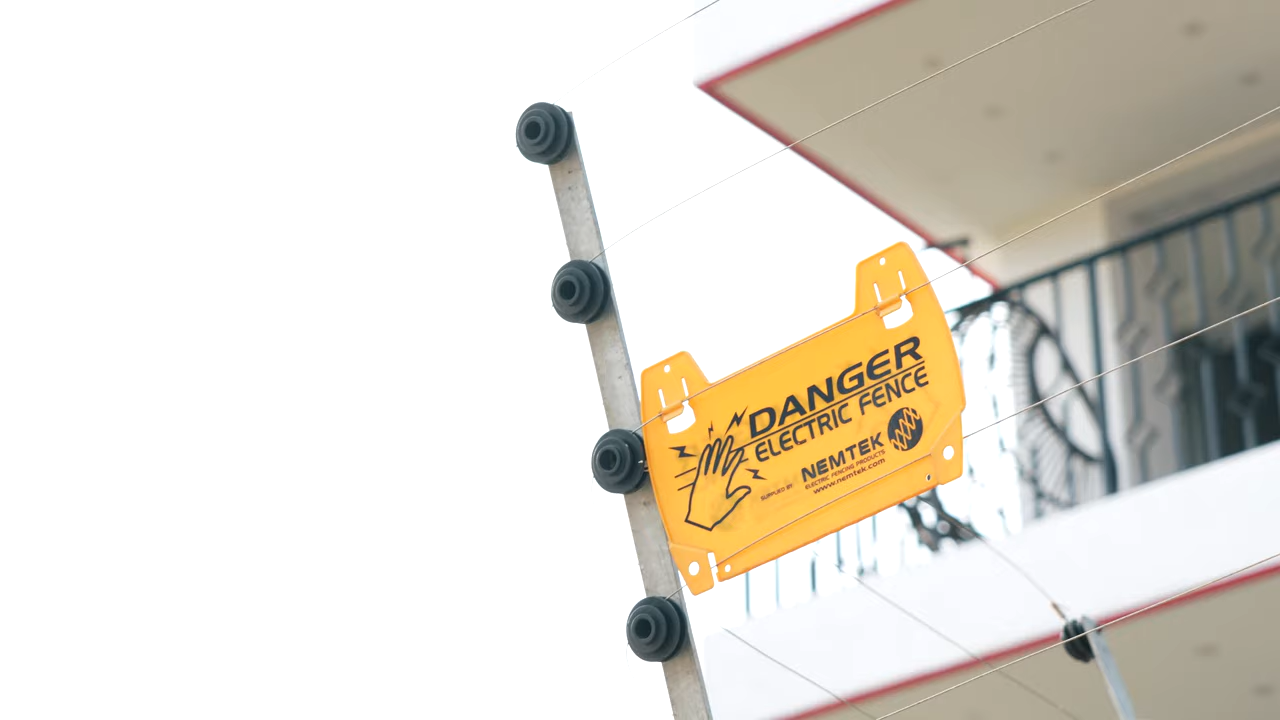 DANGER
ELECTRIC FENCE
SUPPLIED BY
NEMTEK
ELECTRIC FENCING PRODUCTS
www.nemtek.com